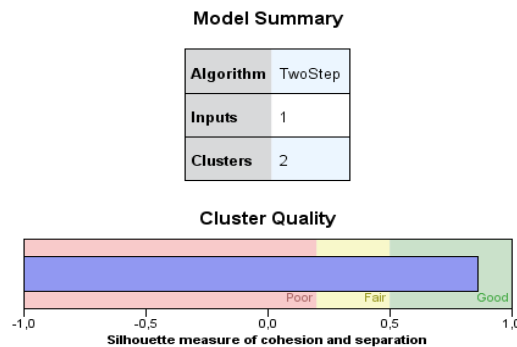 Model Summary
Algorithm TwoStep
Inputs 1
Clusters 2
Cluster Quality
Poor Fair Good
-1,0 -0,5 0,0 0,5 1,0
Silhouette measure of cohesion and separation